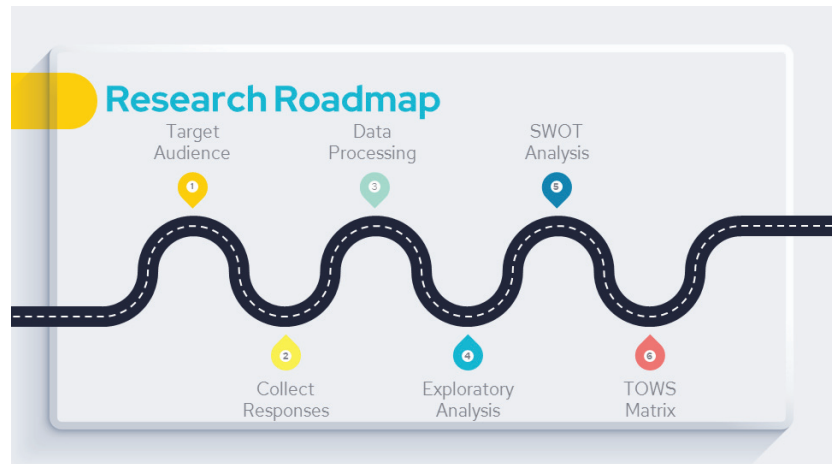 Research Roadmap
Target
Audience
1
Data
Processing
3
SWOT
Analysis
5
2
Collect
Responses
4
Exploratory
Analysis
6
TOWS
Matrix